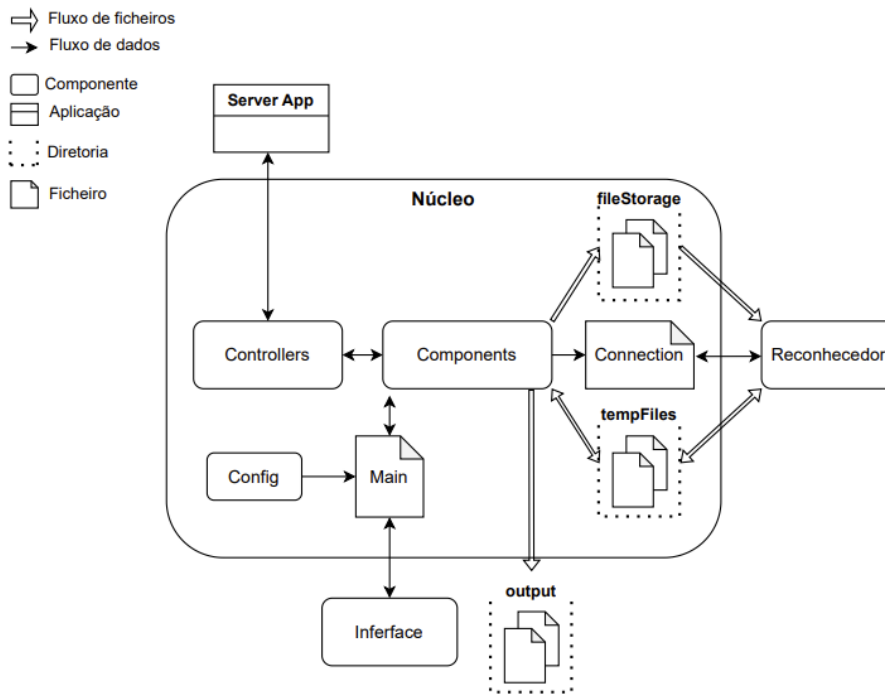 Fluxo de ficheiros
Fluxo de dados
Componente
Aplicação
Diretoria
Ficheiro
Server App
Núcleo
fileStorage
Controllers
Components
Connection
Reconhecedor
tempFiles
Config
Main
output
Inferface